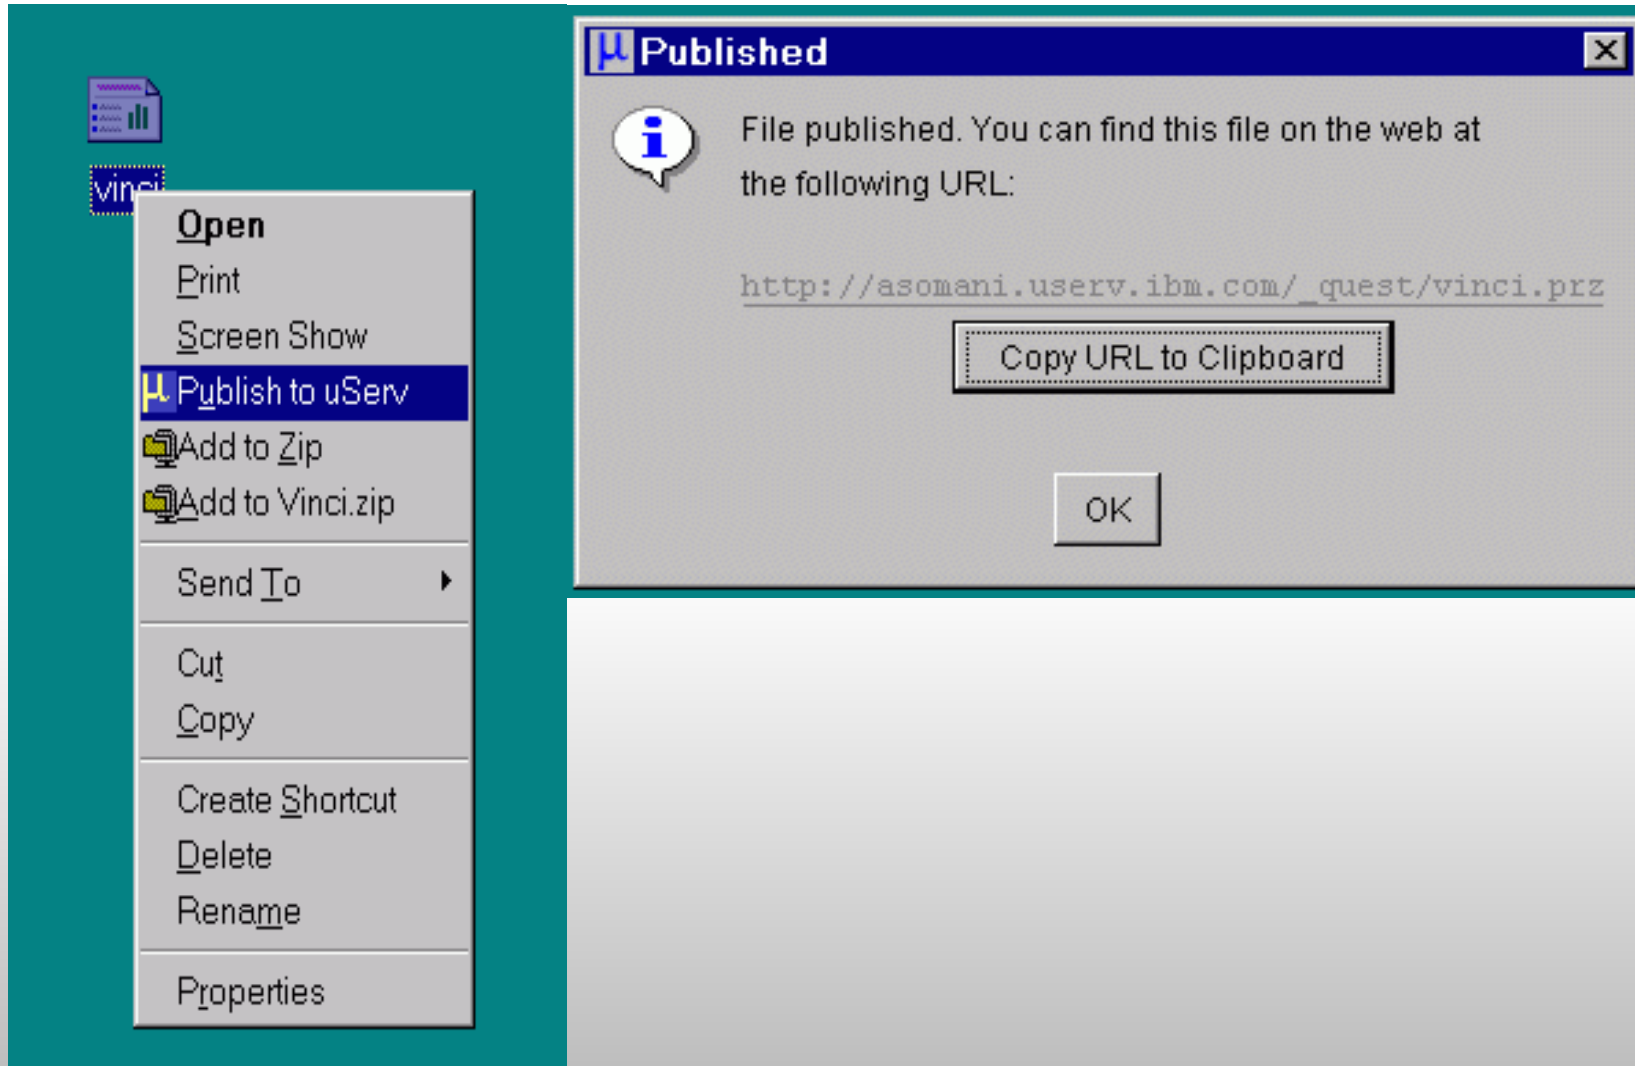 vinci
Open
Print
Screen Show
μ Publish to uServ
Add to Zip
Add to Vinci.zip
Send To
Cut
Copy
Create Shortcut
Delete
Rename
Properties
μ Published
File published. You can find this file on the web at
the following URL:
http://asomani.userv.ibm.com/_quest/vinci.prz
Copy URL to Clipboard
OK